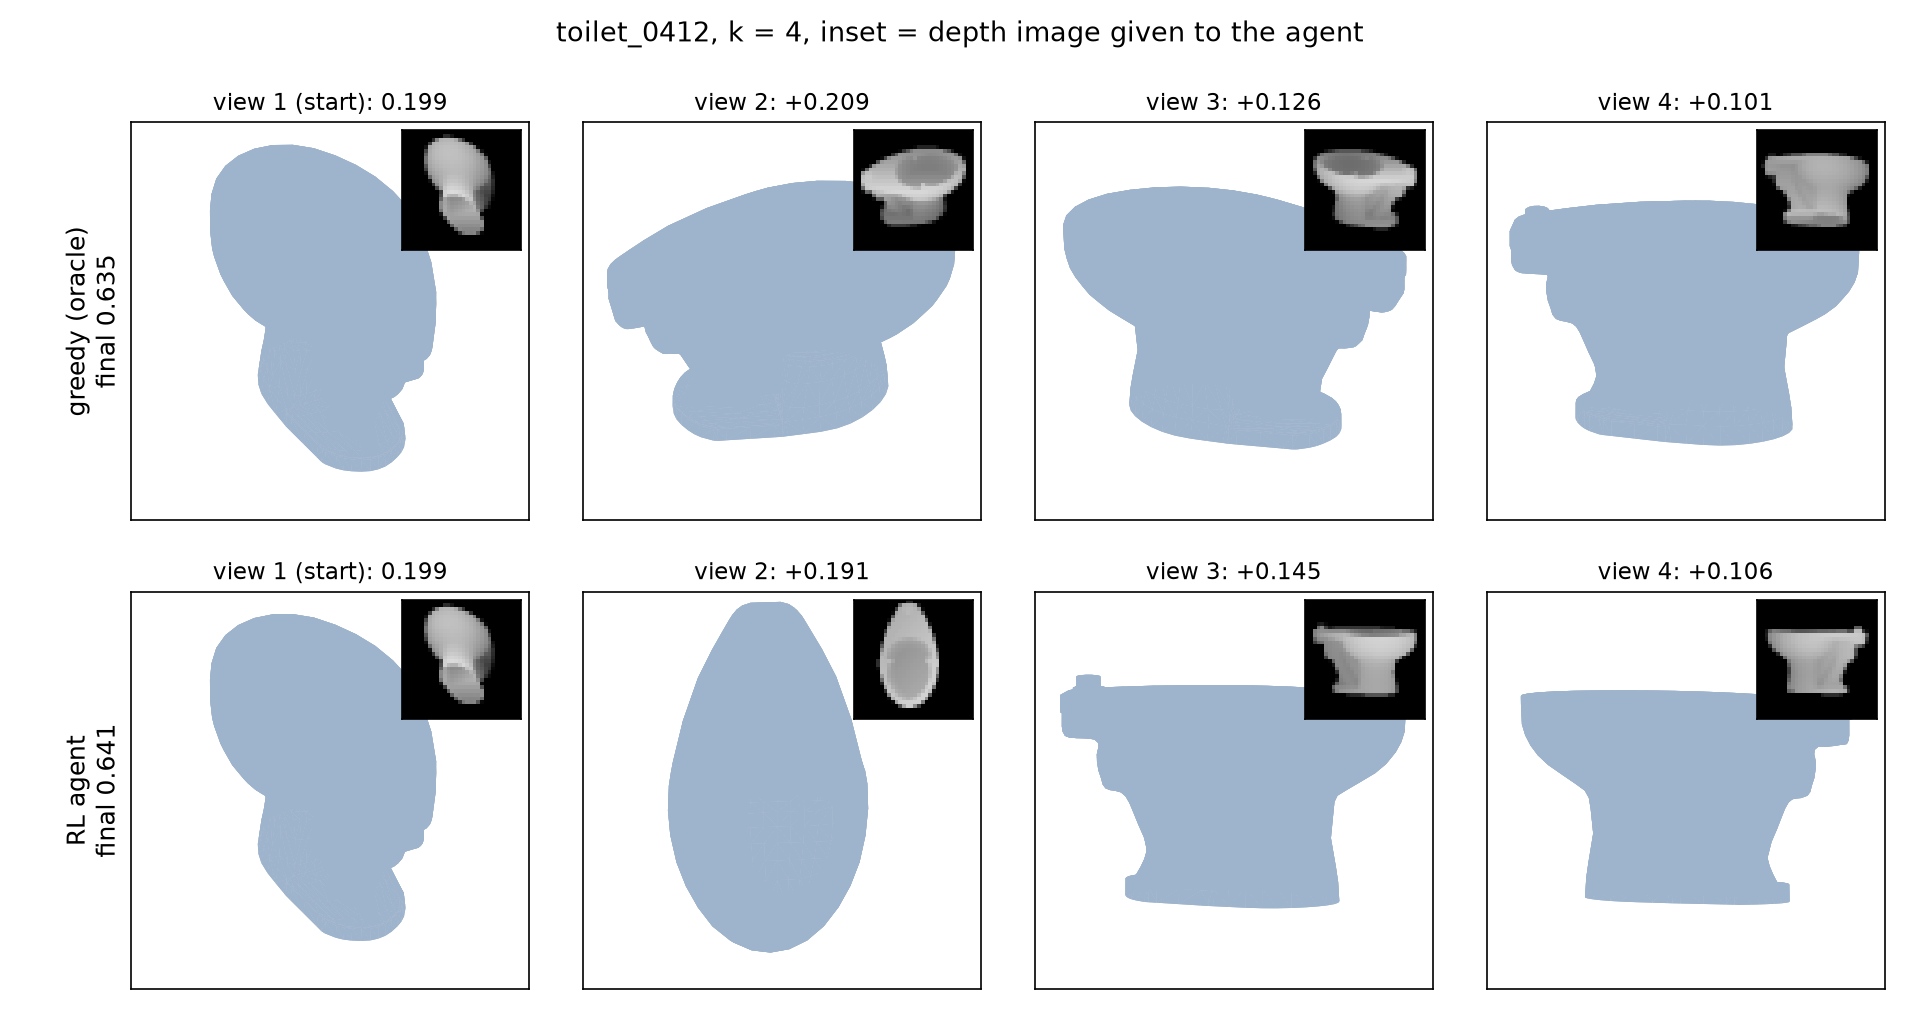 toilet_0412, k = 4, inset = depth image given to the agent
view 1 (start): 0.199
view 2: +0.209
view 3: +0.126
view 4: +0.101
greedy (oracle)
final 0.635
view 1 (start): 0.199
view 2: +0.191
view 3: +0.145
view 4: +0.106
RL agent
final 0.641